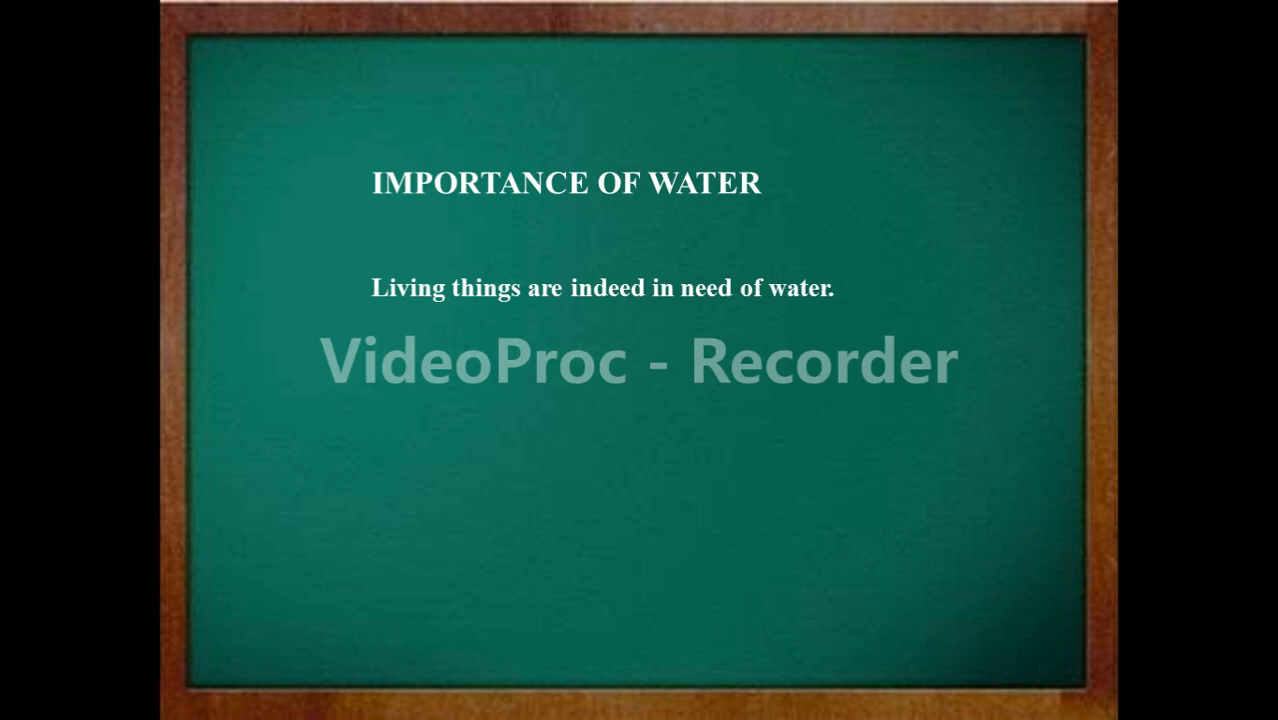 IMPORTANCE OF WATER
Living things are indeed in need of water.
VideoProc - Recorder